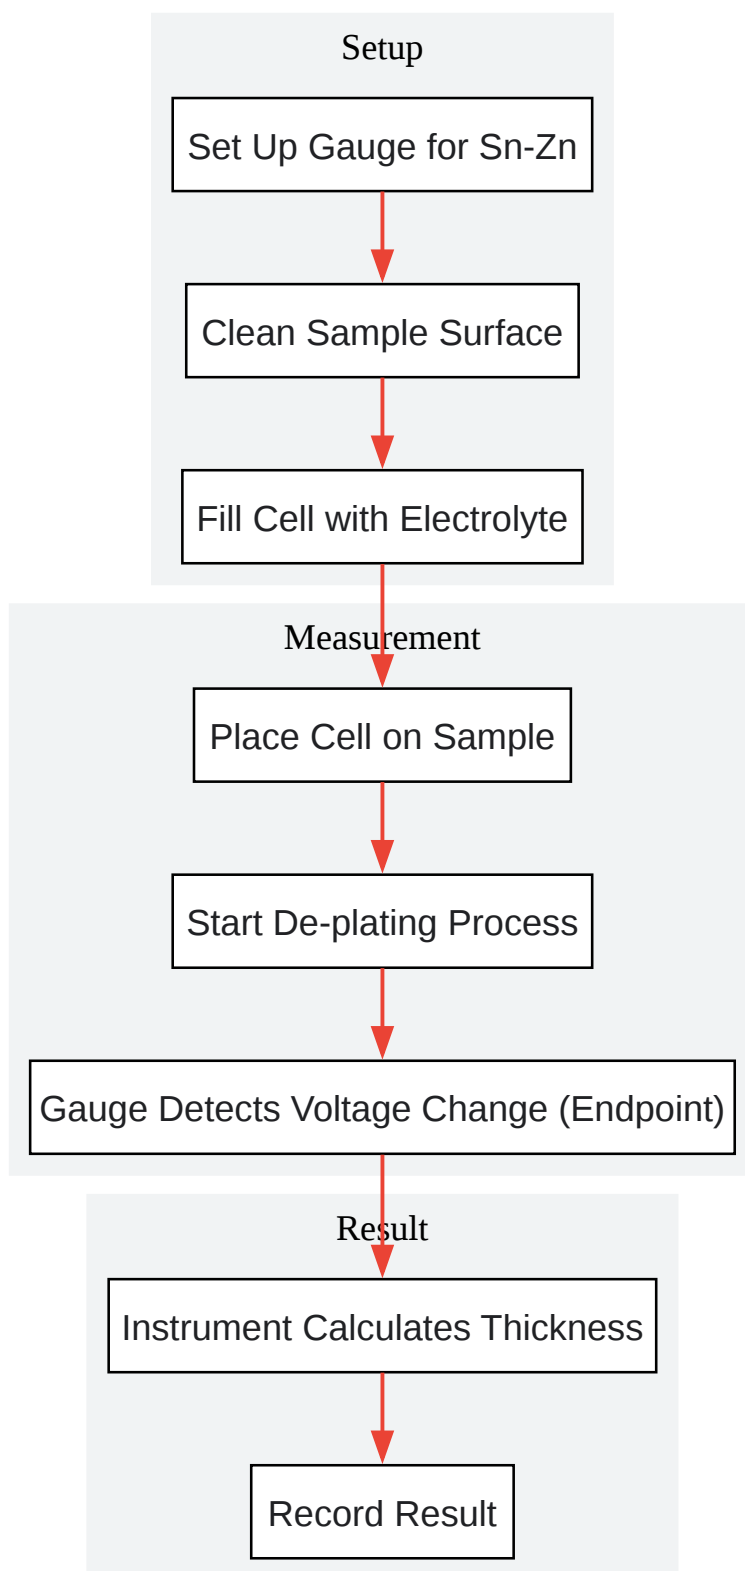 Setup
Set Up Gauge for Sn-Zn
Clean Sample Surface
Fill Cell with Electrolyte
Measurement
Place Cell on Sample
Start De-plating Process
Gauge Detects Voltage Change (Endpoint)
Result
Instrument Calculates Thickness
Record Result